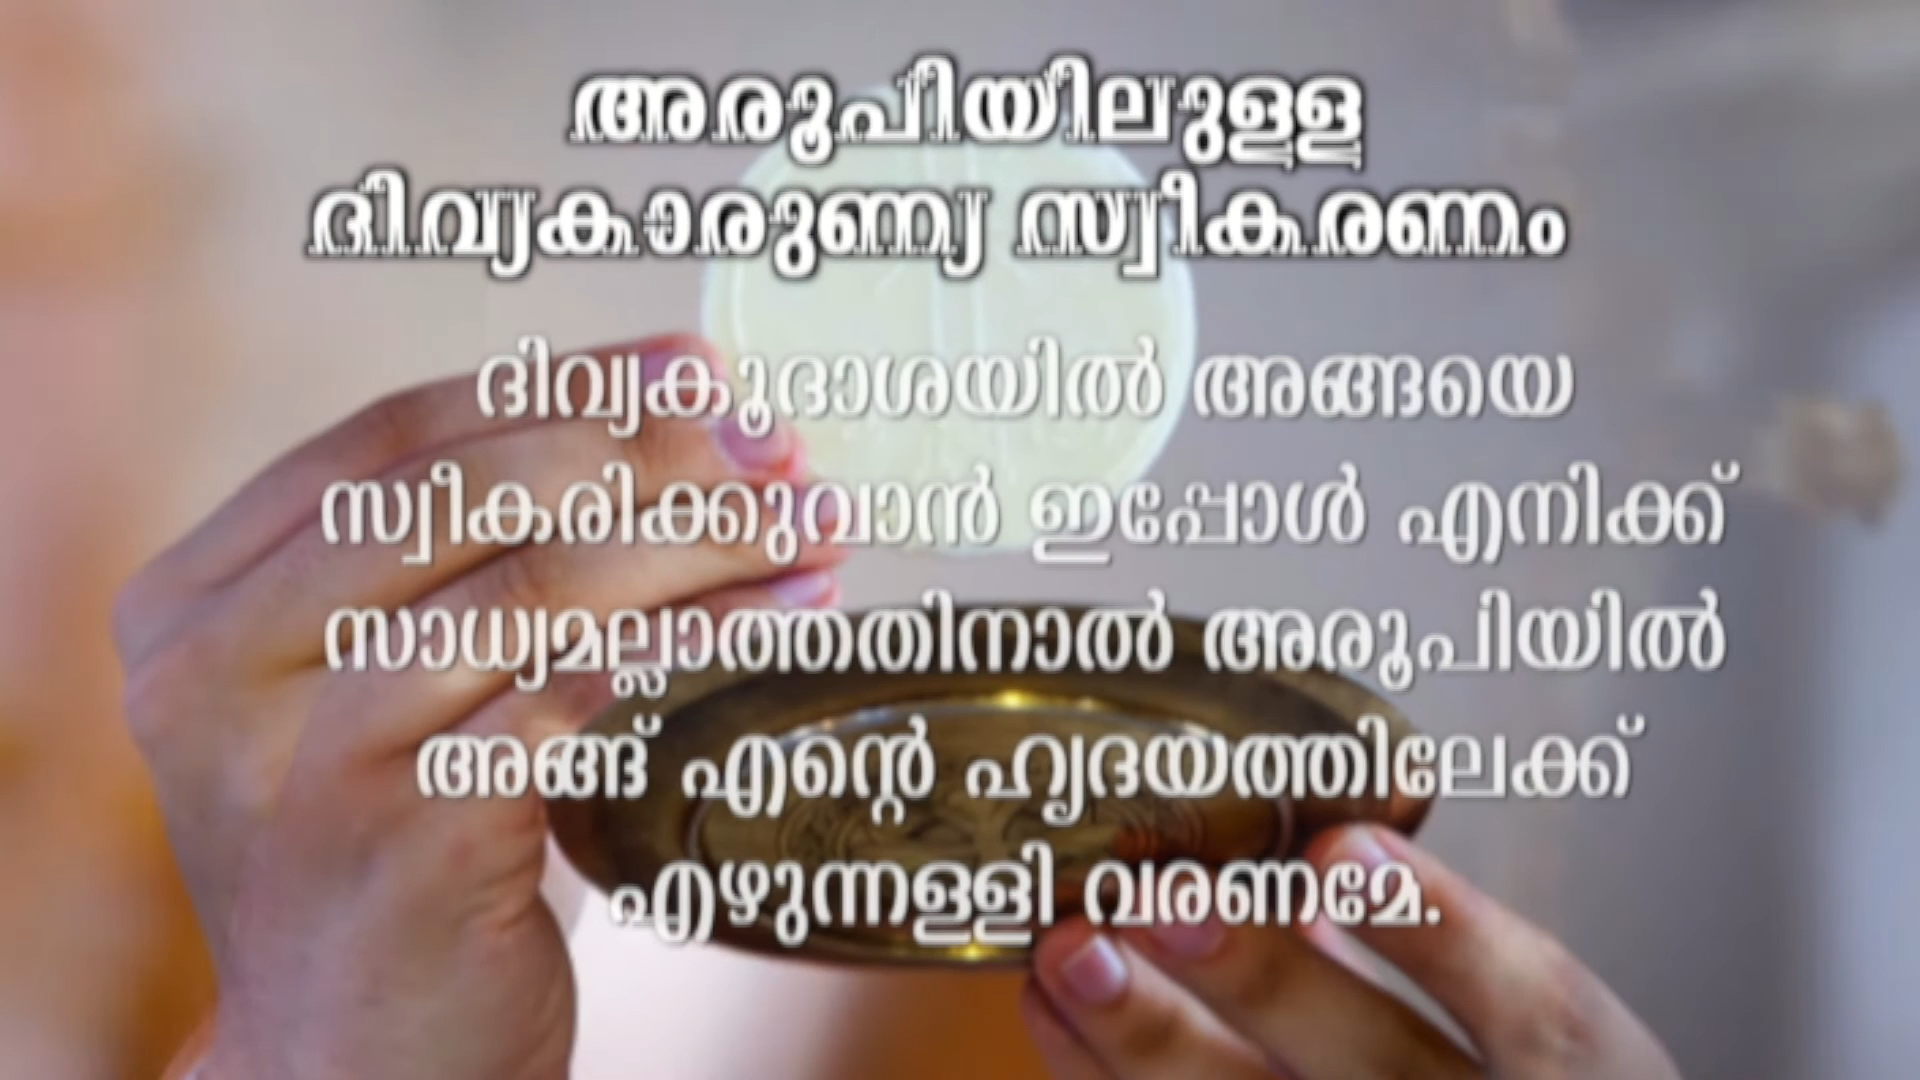 അരൂപിയിലുള്ള
ദിവ്യകാരുണ്യ സ്വീകരണം
ദിവ്യകൂദാശയിൽ അങ്ങയെ
സ്വീകരിക്കുവാൻ ഇപ്പോൾ എനിക്ക്
സാധ്യമല്ലാത്തതിനാൽ അരൂപിയിൽ
അങ്ങ് എന്റെ ഹൃദയത്തിലേക്ക്
എഴുന്നള്ളി വരണമേ.